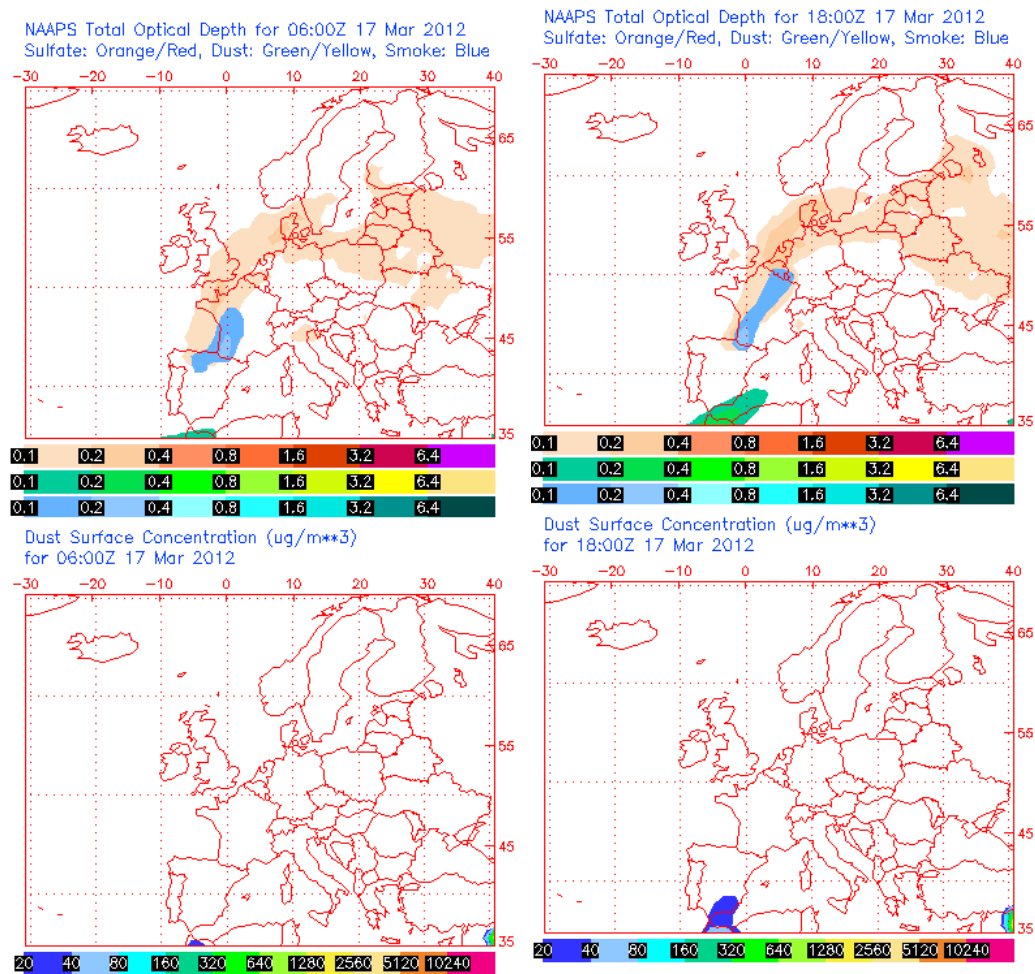 NAAPS Total Optical Depth for 06:00Z 17 Mar 2012
Sulfate: Orange/Red, Dust: Green/Yellow, Smoke: Blue
-30 -20 -10 0 10 20 30 40
65
55
45
35
0.1 0.2 0.4 0.8 1.6 3.2 6.4
0.1 0.2 0.4 0.8 1.6 3.2 6.4
0.1 0.2 0.4 0.8 1.6 3.2 6.4
NAAPS Total Optical Depth for 18:00Z 17 Mar 2012
Sulfate: Orange/Red, Dust: Green/Yellow, Smoke: Blue
-30 -20 -10 0 10 20 30 40
65
55
45
35
0.1 0.2 0.4 0.8 1.6 3.2 6.4
0.1 0.2 0.4 0.8 1.6 3.2 6.4
0.1 0.2 0.4 0.8 1.6 3.2 6.4
Dust Surface Concentration (ug/m**3)
for 06:00Z 17 Mar 2012
-30 -20 -10 0 10 20 30 40
65
55
45
35
20 40 80 160 320 640 1280 2560 5120 10240
Dust Surface Concentration (ug/m**3)
for 18:00Z 17 Mar 2012
-30 -20 -10 0 10 20 30 40
65
55
45
35
20 40 80 160 320 640 1280 2560 5120 10240